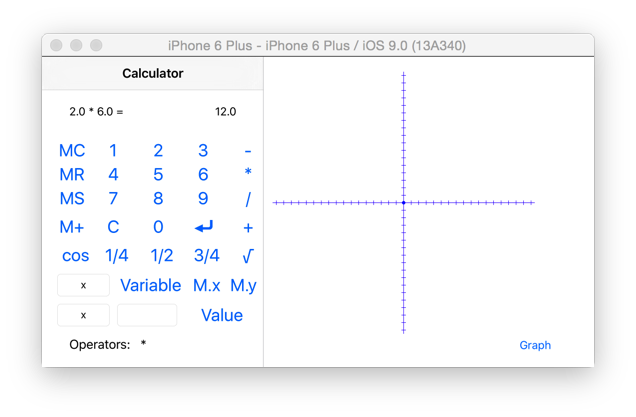 iPhone 6 Plus - iPhone 6 Plus / iOS 9.0 (13A340)
Calculator
2.0 * 6.0 = 12.0
MC 1 2 3 -
MR 4 5 6 *
MS 7 8 9 /
M+ C 0 +
cos 1/4 1/2 3/4 √
x Variable M.x M.y
x Value
Operators: *
Graph